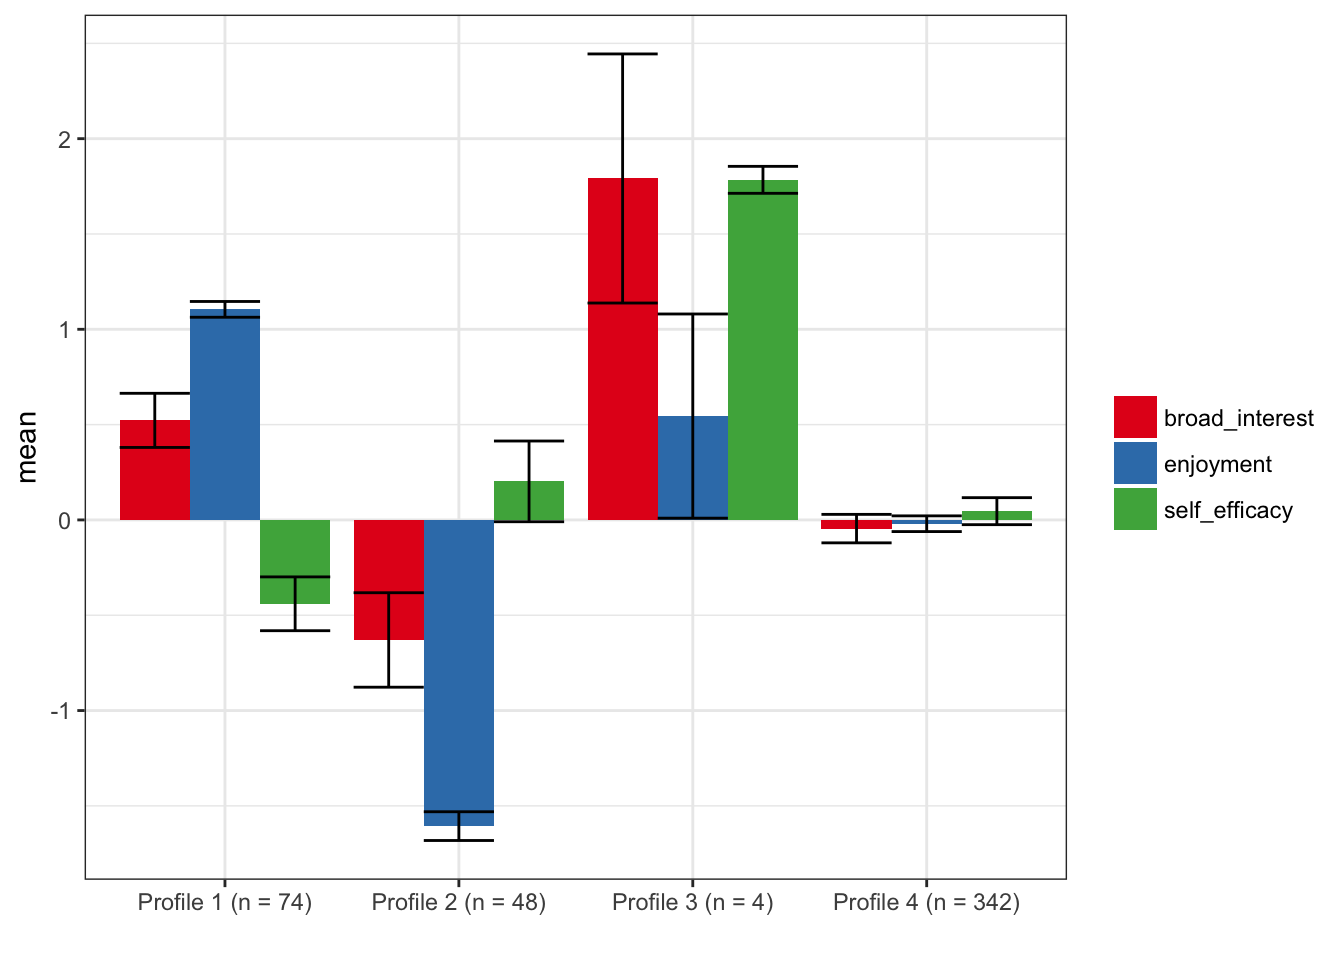 mean
2
1
0
-1
Profile 1 (n = 74)
Profile 2 (n = 48)
Profile 3 (n = 4)
Profile 4 (n = 342)
broad_interest
enjoyment
self_efficacy